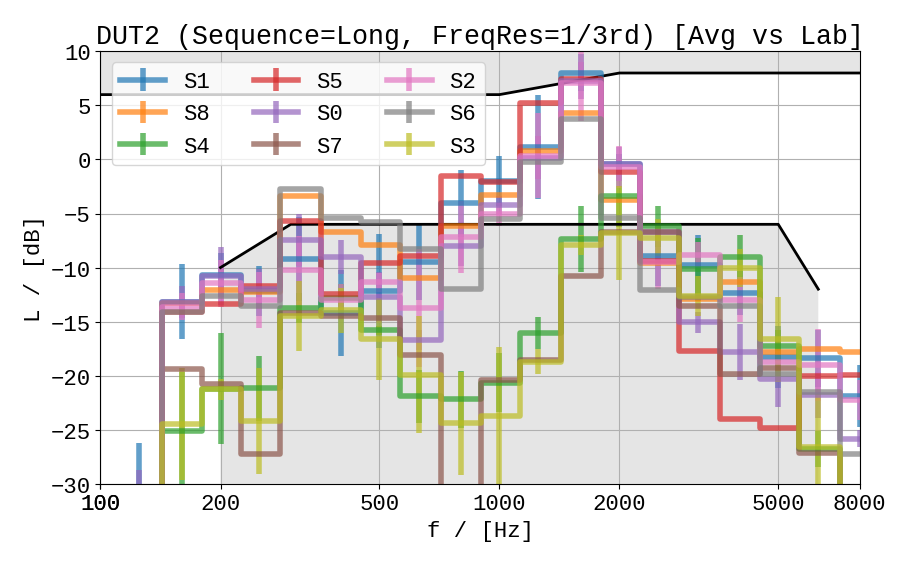 DUT2 (Sequence=Long, FreqRes=1/3rd) [Avg vs Lab]
10
5
0
−5
−10
−15
−20
−25
−30
L / [dB]
S1 S5 S2
S8 S0 S6
S4 S7 S3
100 200 500 1000 2000 5000 8000
f / [Hz]